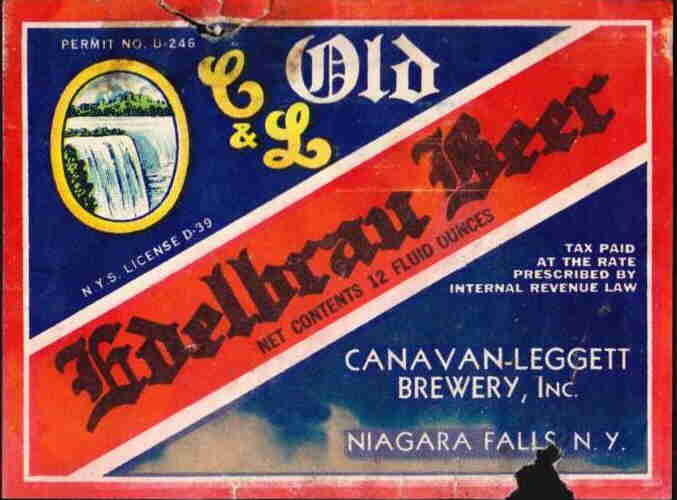 PERMIT NO. U-246
C & L
Old
Edelbrau Beer
NET CONTENTS 12 FLUID OUNCES
N.Y.S. LICENSE D-39
TAX PAID
AT THE RATE
PRESCRIBED BY
INTERNAL REVENUE LAW
CANAVAN-LEGGETT
BREWERY, INC.
NIAGARA FALLS, N. Y.